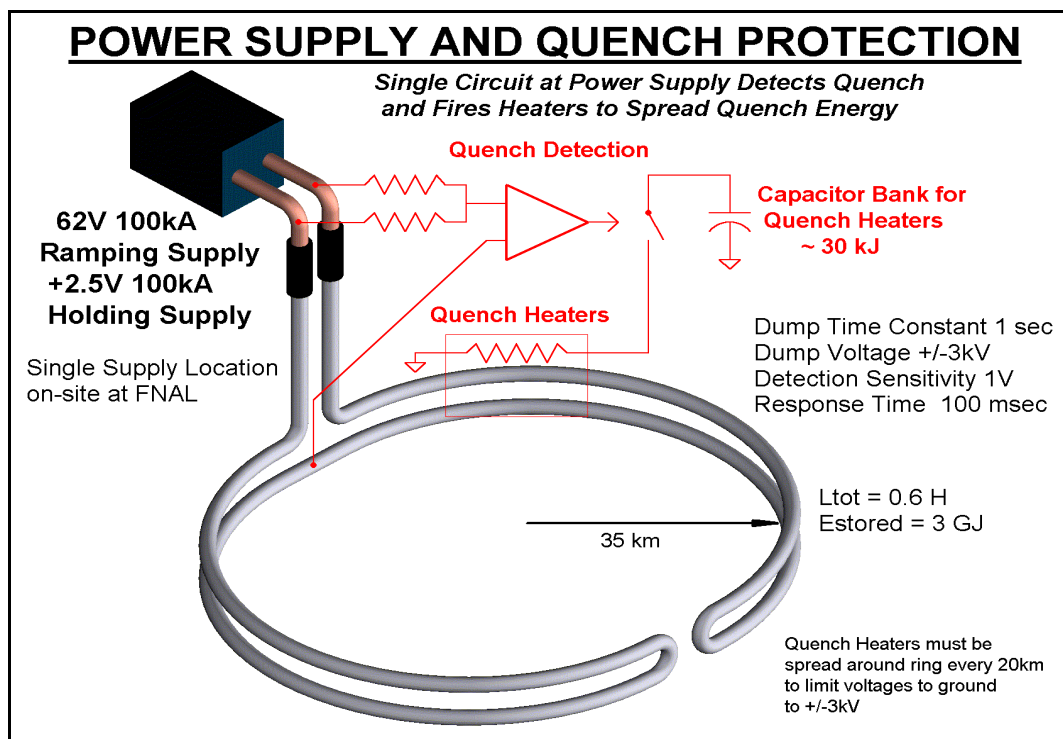 POWER SUPPLY AND QUENCH PROTECTION
Single Circuit at Power Supply Detects Quench
and Fires Heaters to Spread Quench Energy
Quench Detection
Capacitor Bank for
Quench Heaters
~ 30 kJ
62V 100kA
Ramping Supply
+2.5V 100kA
Holding Supply
Single Supply Location
on-site at FNAL
Quench Heaters
Dump Time Constant 1 sec
Dump Voltage +/-3kV
Detection Sensitivity 1V
Response Time 100 msec
Ltot = 0.6 H
Estored = 3 GJ
35 km
Quench Heaters must be
spread around ring every 20km
to limit voltages to ground
to +/-3kV